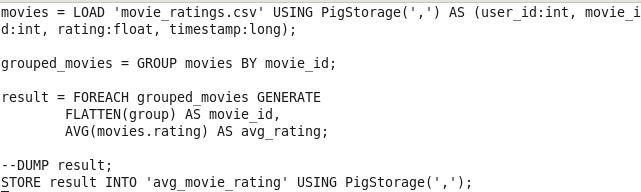 movies = LOAD 'movie_ratings.csv' USING PigStorage(',') AS (user_id:int, movie_i
d:int, rating:float, timestamp:long);

grouped_movies = GROUP movies BY movie_id;

result = FOREACH grouped_movies GENERATE
        FLATTEN(group) AS movie_id,
        AVG(movies.rating) AS avg_rating;

--DUMP result;
STORE result INTO 'avg_movie_rating' USING PigStorage(',');